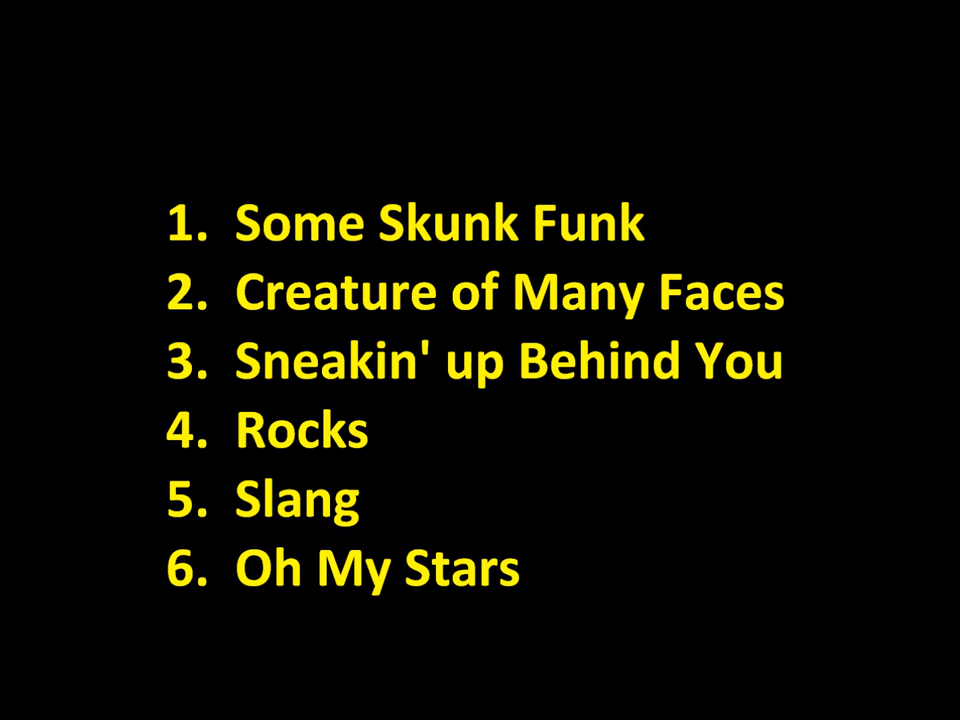 1. Some Skunk Funk
2. Creature of Many Faces
3. Sneakin' up Behind You
4. Rocks
5. Slang
6. Oh My Stars